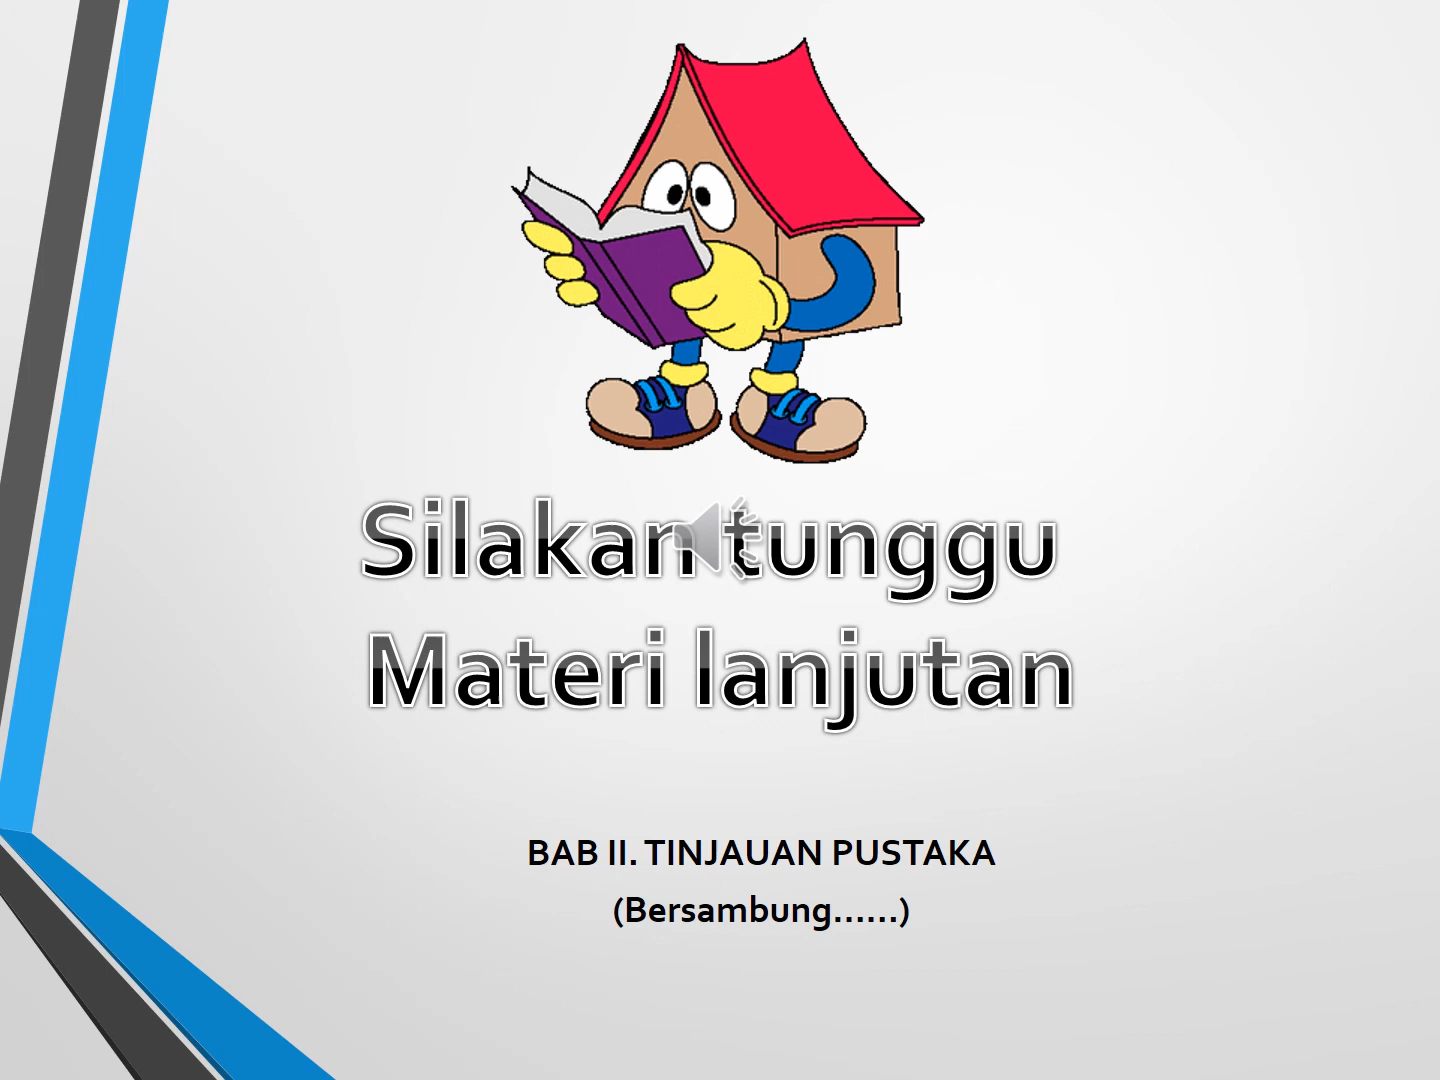 Silakan tunggu
Materi lanjutan
BAB II. TINJAUAN PUSTAKA
(Bersambung......)